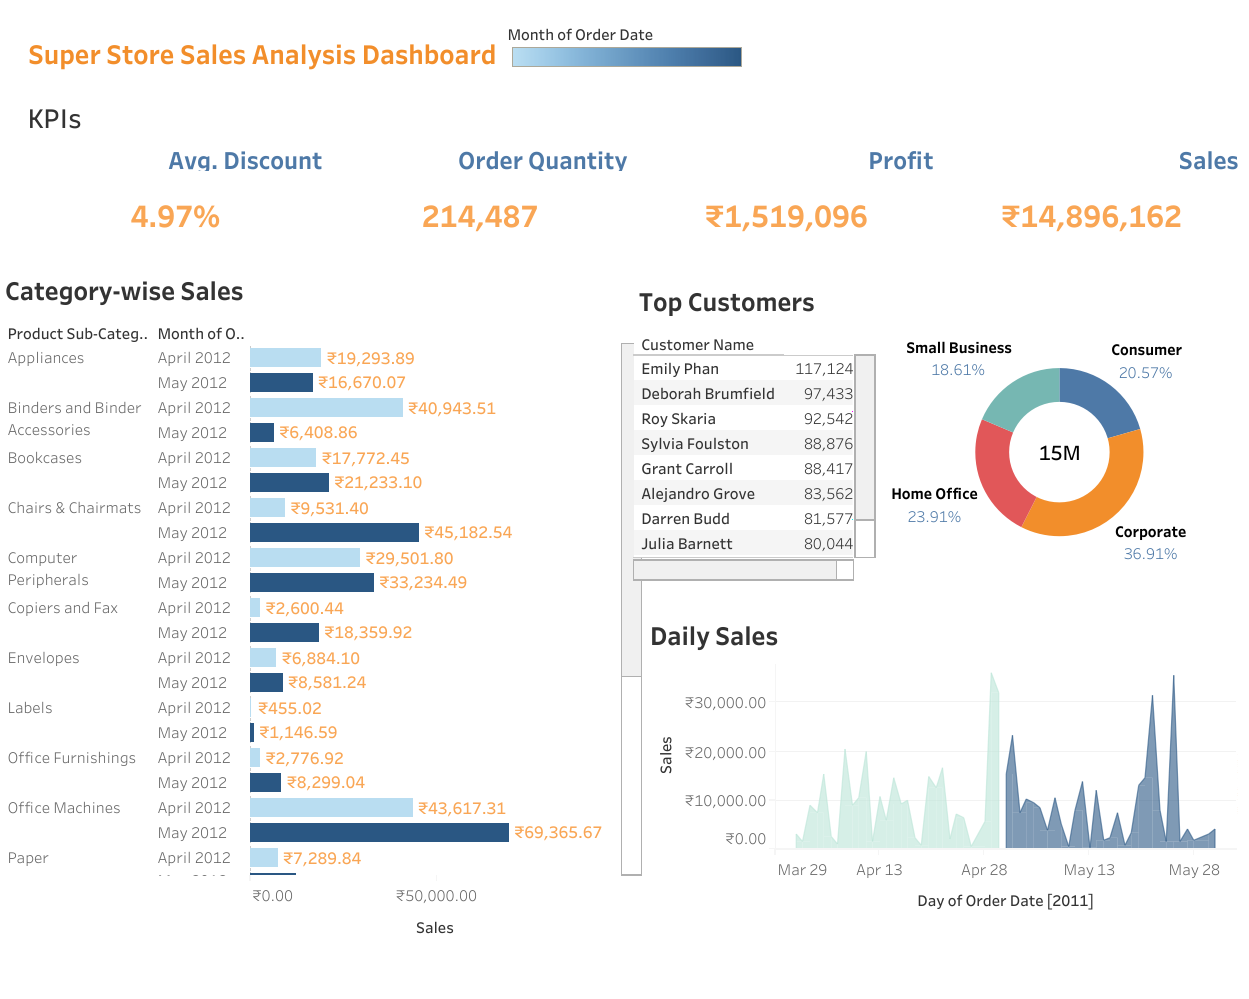 Super Store Sales Analysis Dashboard
Month of Order Date
KPIs
Avg. Discount Order Quantity Profit Sales
4.97% 214,487 ₹1,519,096 ₹14,896,162
Category-wise Sales
Product Sub-Categ.. Month of O..
Appliances April 2012 ₹19,293.89
May 2012 ₹16,670.07
Binders and Binder April 2012 ₹40,943.51
Accessories May 2012 ₹6,408.86
Bookcases April 2012 ₹17,772.45
May 2012 ₹21,233.10
Chairs & Chairmats April 2012 ₹9,531.40
May 2012 ₹45,182.54
Computer April 2012 ₹29,501.80
Peripherals May 2012 ₹33,234.49
Copiers and Fax April 2012 ₹2,600.44
May 2012 ₹18,359.92
Envelopes April 2012 ₹6,884.10
May 2012 ₹8,581.24
Labels April 2012 ₹455.02
May 2012 ₹1,146.59
Office Furnishings April 2012 ₹2,776.92
May 2012 ₹8,299.04
Office Machines April 2012 ₹43,617.31
May 2012 ₹69,365.67
Paper April 2012 ₹7,289.84
₹0.00 ₹50,000.00
Sales
Top Customers
Customer Name
Emily Phan 117,124
Deborah Brumfield 97,433
Roy Skaria 92,542
Sylvia Foulston 88,876
Grant Carroll 88,417
Alejandro Grove 83,562
Darren Budd 81,577
Julia Barnett 80,044
Small Business
18.61%
Consumer
20.57%
15M
Home Office
23.91%
Corporate
36.91%
Daily Sales
₹30,000.00
₹20,000.00
₹10,000.00
₹0.00
Sales
Mar 29 Apr 13 Apr 28 May 13 May 28
Day of Order Date [2011]